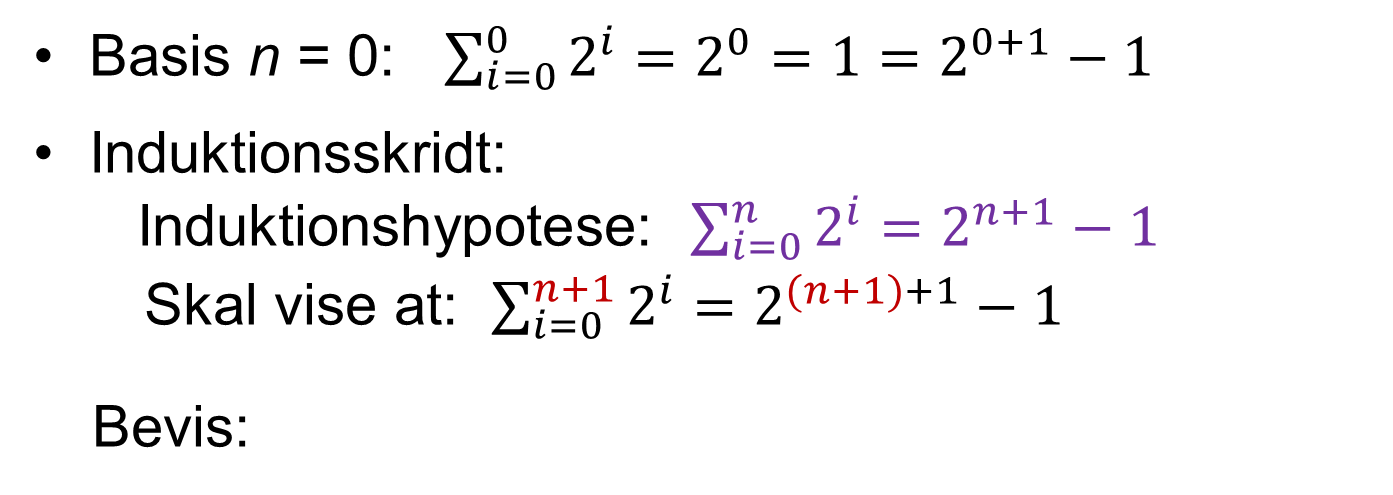 • Basis n = 0: ∑_{i=0}^{0} 2^i = 2^0 = 1 = 2^{0+1} − 1
• Induktionsskridt:
Induktionshypotese: ∑_{i=0}^{n} 2^i = 2^{n+1} − 1
Skal vise at: ∑_{i=0}^{n+1} 2^i = 2^{(n+1)+1} − 1
Bevis: